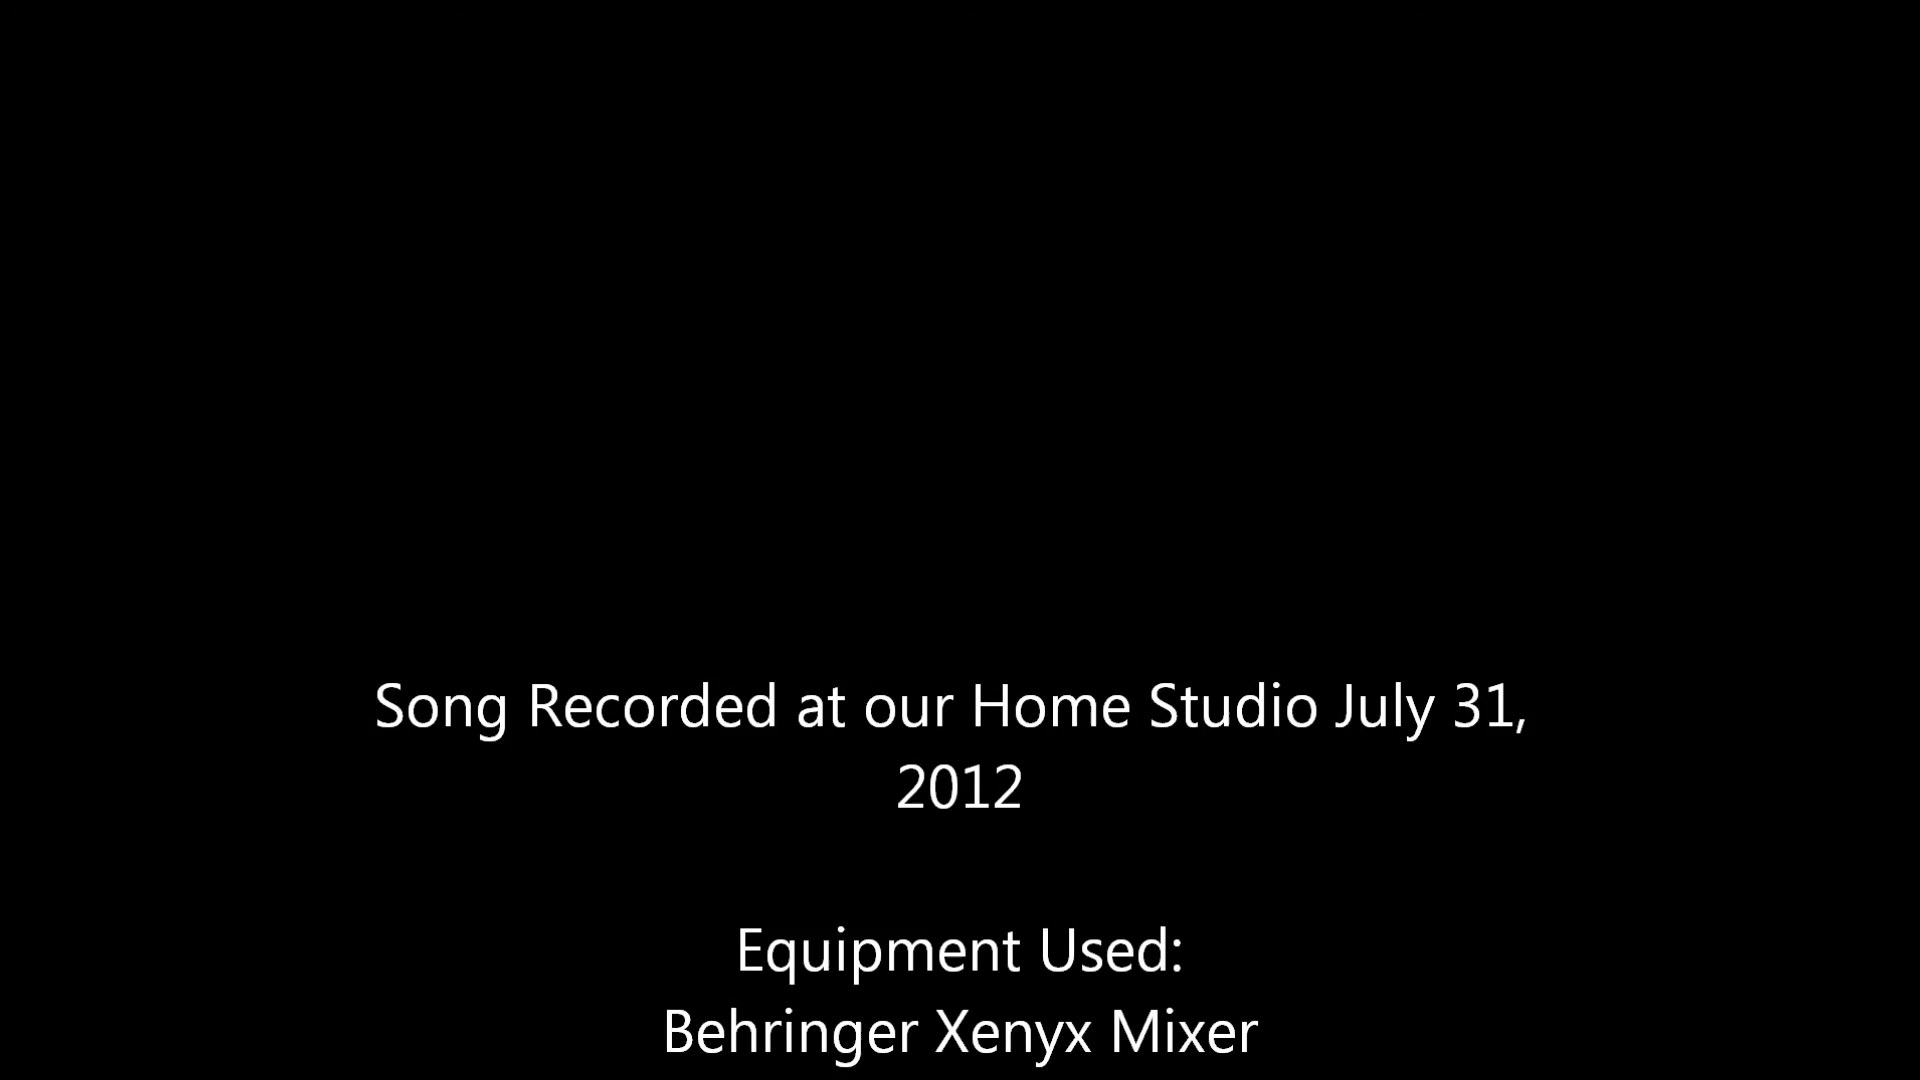 Song Recorded at our Home Studio July 31,
2012
Equipment Used:
Behringer Xenyx Mixer